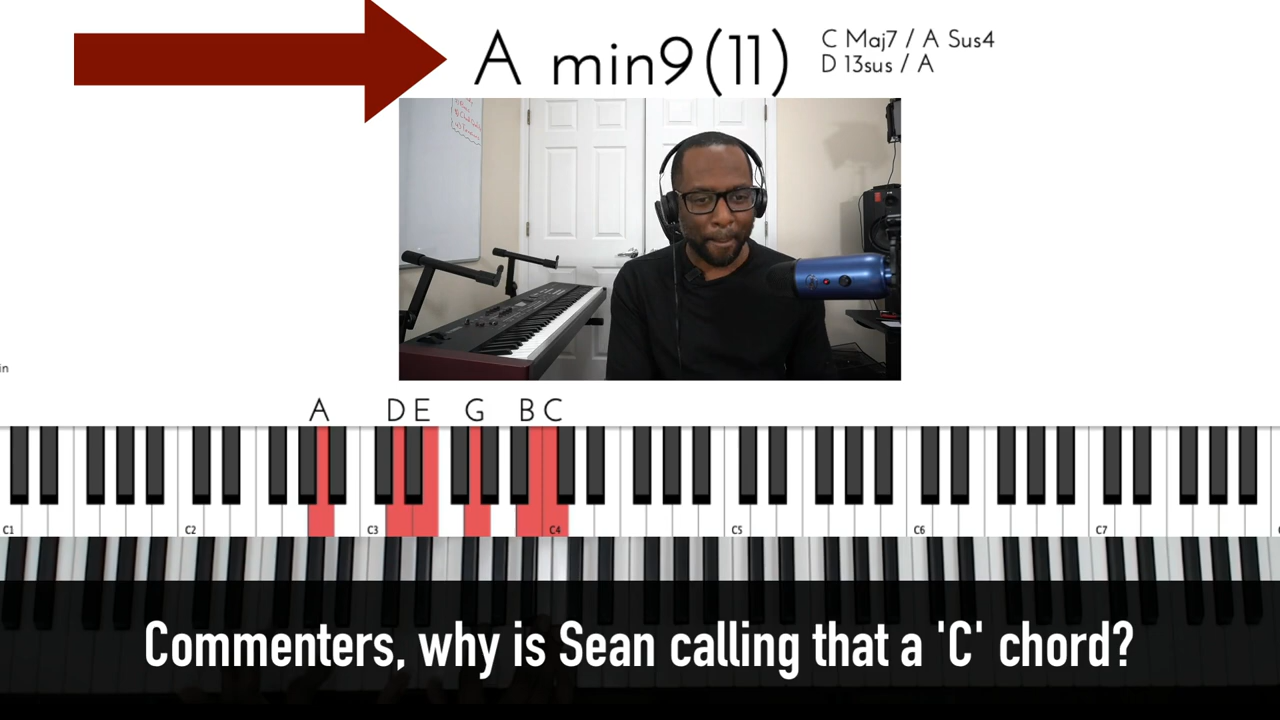 A min9(11)
C Maj7 / A Sus4
D 13sus / A
in
A D E G B C
C1 C2 C3 C4 C5 C6 C7
Commenters, why is Sean calling that a 'C' chord?